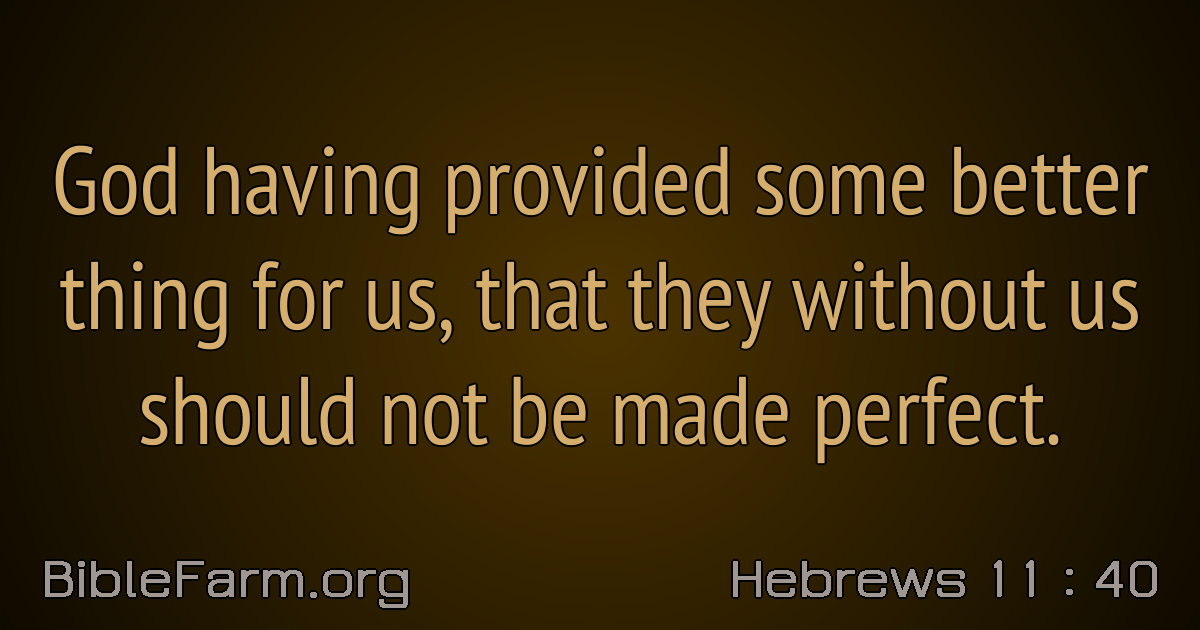 God having provided some better
thing for us, that they without us
should not be made perfect.
BibleFarm.org
Hebrews 11 : 40